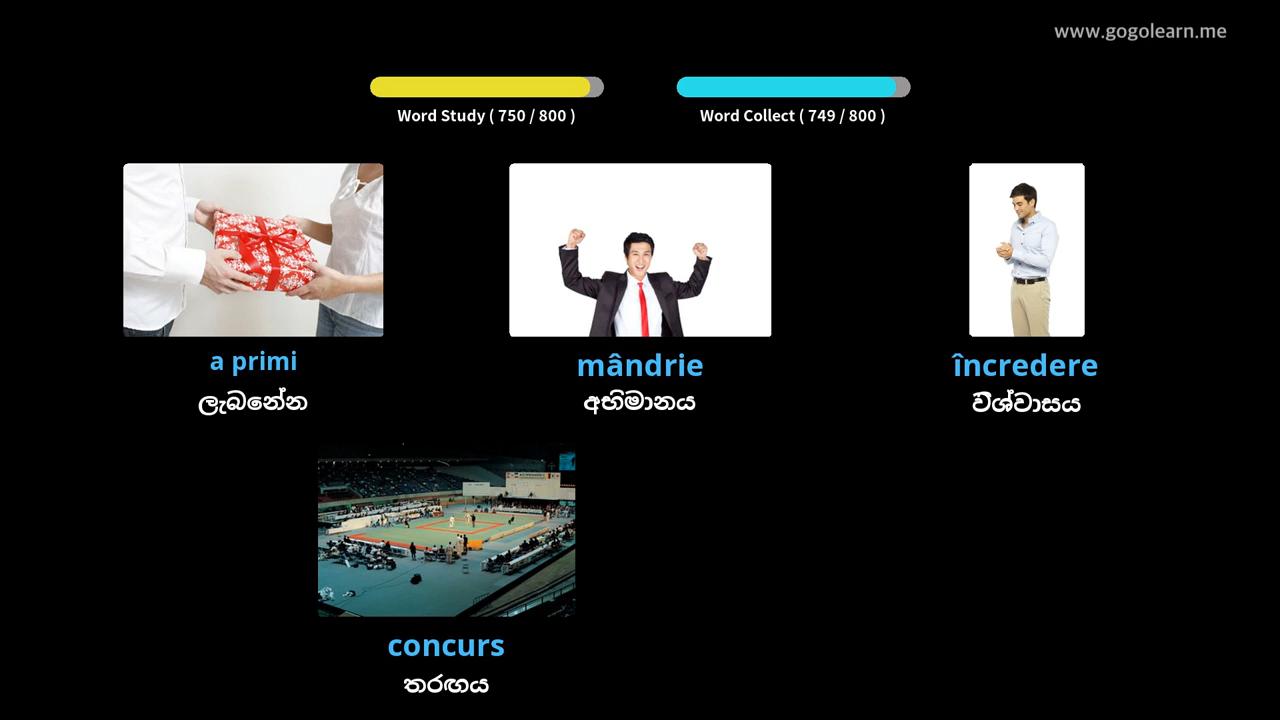 www.gogolearn.me
Word Study ( 750 / 800 )
Word Collect ( 749 / 800 )
a primi
ලැබනේන
mândrie
අභිමානය
încredere
විශ්වාසය
concurs
තරඟය